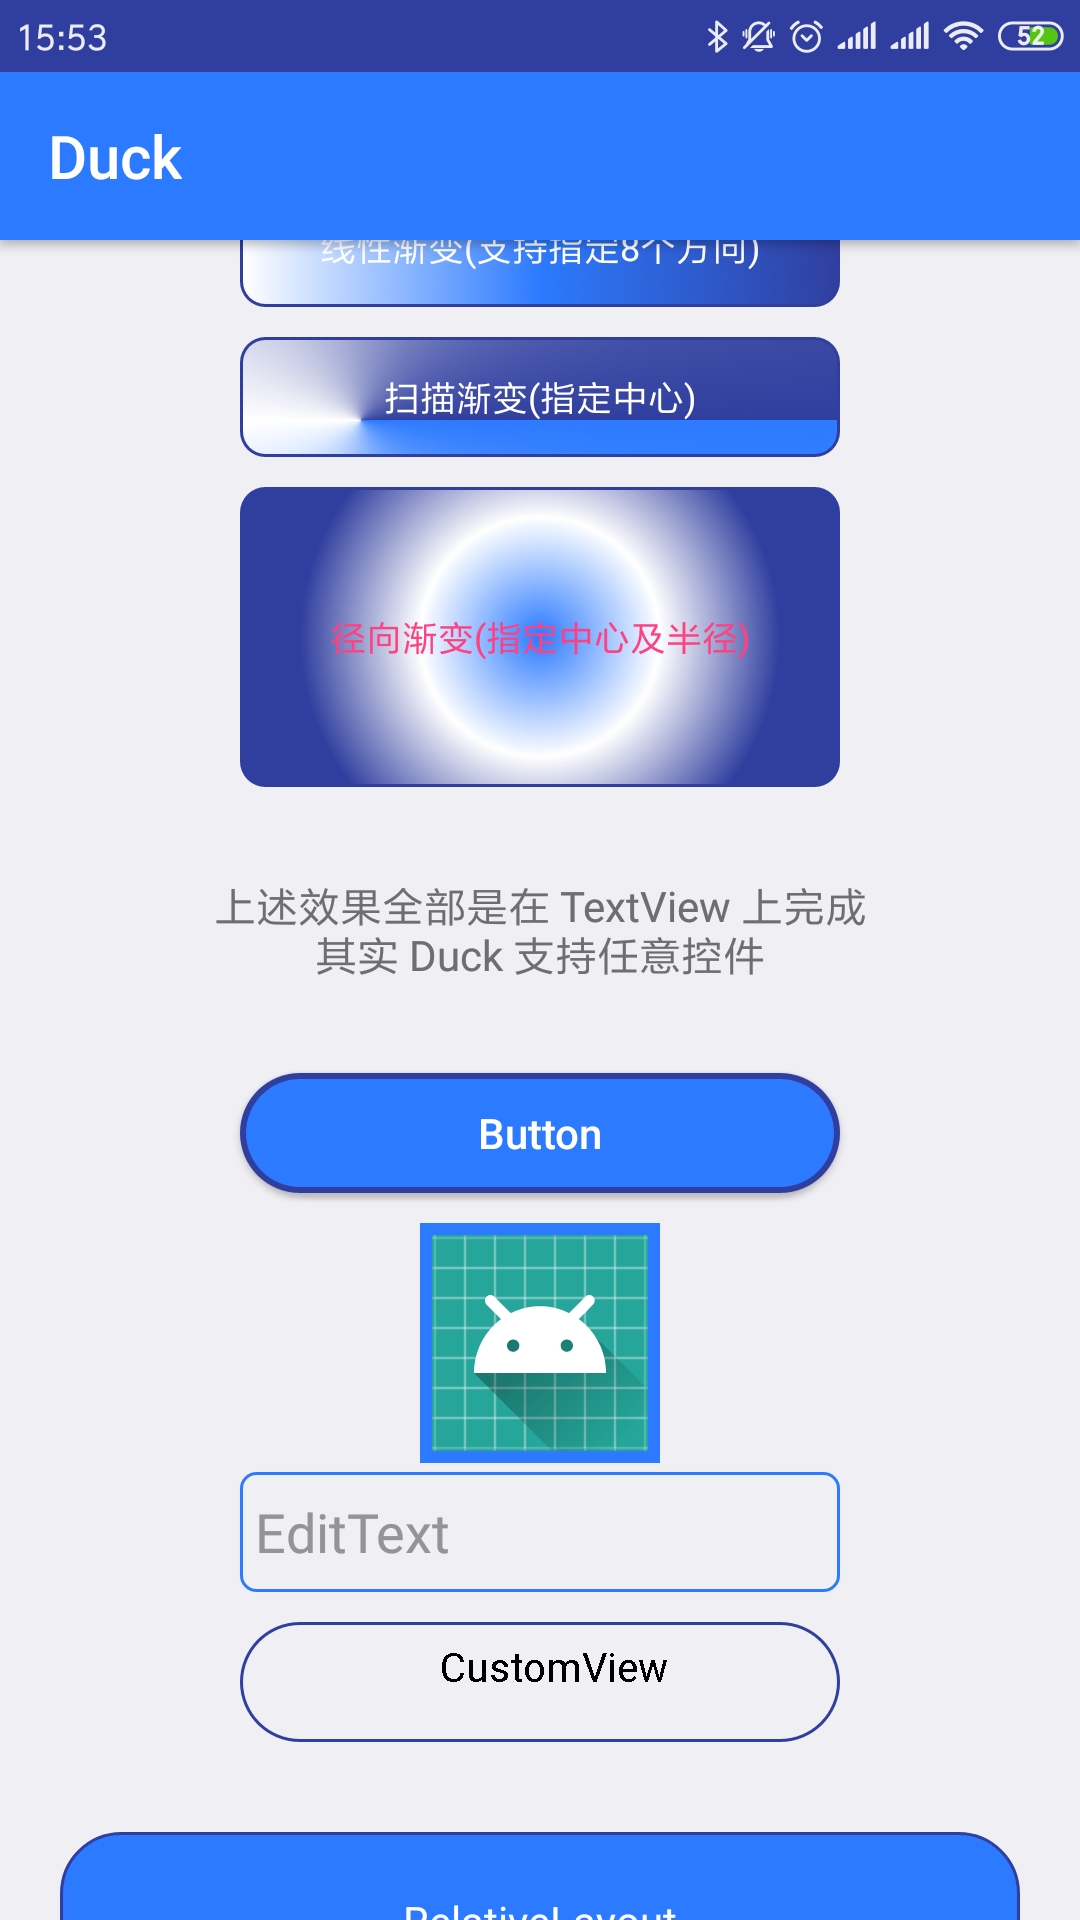 15:53
52
Duck
线性渐变(支持指定8个方向)
扫描渐变(指定中心)
径向渐变(指定中心及半径)
上述效果全部是在 TextView 上完成
其实 Duck 支持任意控件
Button
EditText
CustomView
RelativeLayout